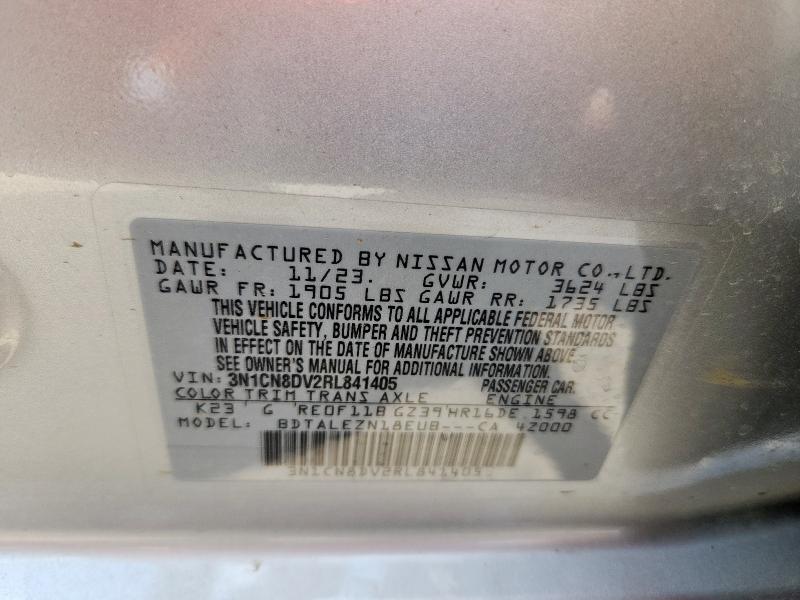 MANUFACTURED BY NISSAN MOTOR CO.,LTD.
DATE: 11/23. GVWR: 3624 LBS
GAWR FR: 1905 LBS GAWR RR: 1735 LBS
THIS VEHICLE CONFORMS TO ALL APPLICABLE FEDERAL MOTOR
VEHICLE SAFETY, BUMPER AND THEFT PREVENTION STANDARDS
IN EFFECT ON THE DATE OF MANUFACTURE SHOWN ABOVE.
SEE OWNER'S MANUAL FOR ADDITIONAL INFORMATION.
VIN: 3N1CN8DV2RL841405 PASSENGER CAR.
COLOR TRIM TRANS AXLE ENGINE
K23 G RE0F11B GZ39 HR16DE 1598 CC
MODEL: BDTALEZN18EUB---CA 42000
3N1CN8DV2RL841405